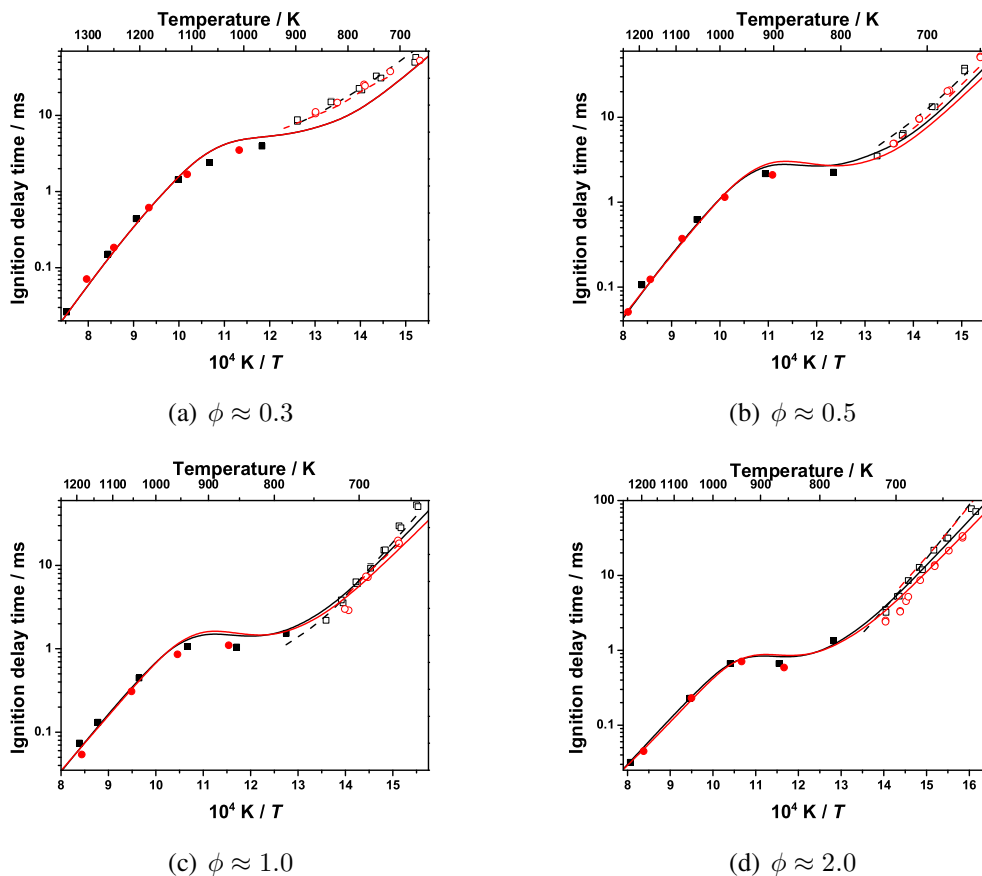 Temperature / K
1300 1200 1100 1000 900 800 700
Ignition delay time / ms
10
1
0.1
8 9 10 11 12 13 14 15
10⁴ K / T
(a) ϕ ≈ 0.3
Temperature / K
1200 1100 1000 900 800 700
Ignition delay time / ms
10
1
0.1
8 9 10 11 12 13 14 15
10⁴ K / T
(b) ϕ ≈ 0.5
Temperature / K
1200 1100 1000 900 800 700
Ignition delay time / ms
10
1
0.1
8 9 10 11 12 13 14 15
10⁴ K / T
(c) ϕ ≈ 1.0
Temperature / K
1200 1100 1000 900 800 700
Ignition delay time / ms
100
10
1
0.1
8 9 10 11 12 13 14 15 16
10⁴ K / T
(d) ϕ ≈ 2.0